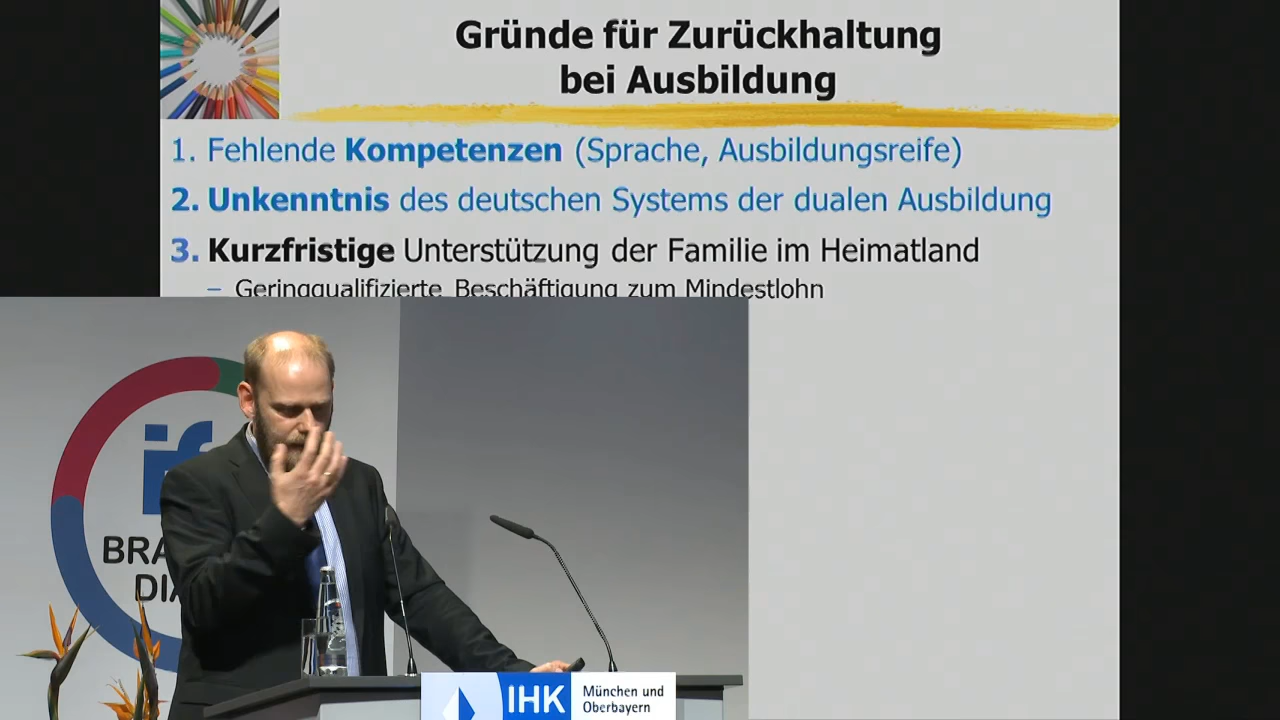 Gründe für Zurückhaltung
bei Ausbildung
1. Fehlende Kompetenzen (Sprache, Ausbildungsreife)
2. Unkenntnis des deutschen Systems der dualen Ausbildung
3. Kurzfristige Unterstützung der Familie im Heimatland
– Geringqualifizierte Beschäftigung zum Mindestlohn
if
BRA
DIA
IHK
München und
Oberbayern